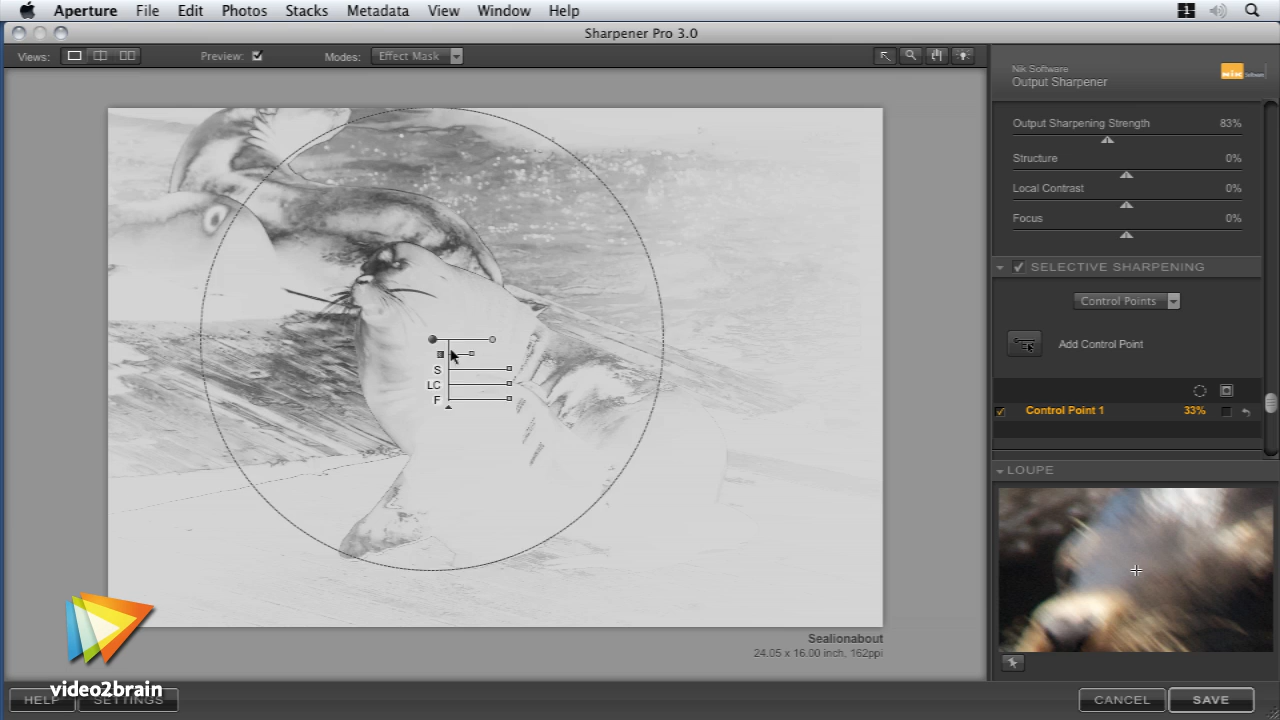 Aperture File Edit Photos Stacks Metadata View Window Help
1
Sharpener Pro 3.0
Views: Preview: Modes: Effect Mask
Nik Software
Output Sharpener
nik Software
Output Sharpening Strength 83%
Structure 0%
Local Contrast 0%
Focus 0%
SELECTIVE SHARPENING
Control Points
Add Control Point
Control Point 1 33%
S
LC
F
LOUPE
Sealionabout
24.05 x 16.00 inch, 162ppi
video2brain
HELP SETTINGS CANCEL SAVE